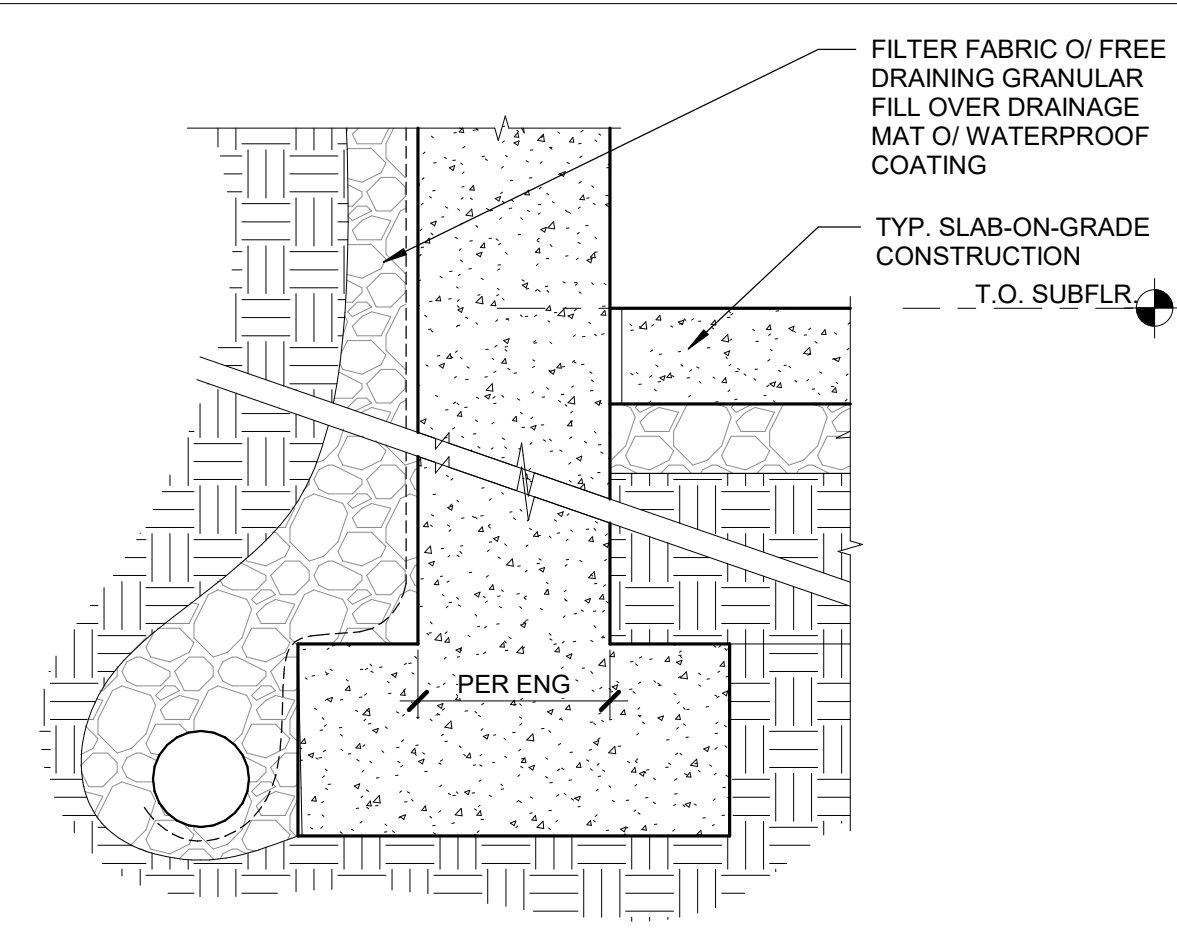 FILTER FABRIC O/ FREE
DRAINING GRANULAR
FILL OVER DRAINAGE
MAT O/ WATERPROOF
COATING
TYP. SLAB-ON-GRADE
CONSTRUCTION
T.O. SUBFLR.
PER ENG